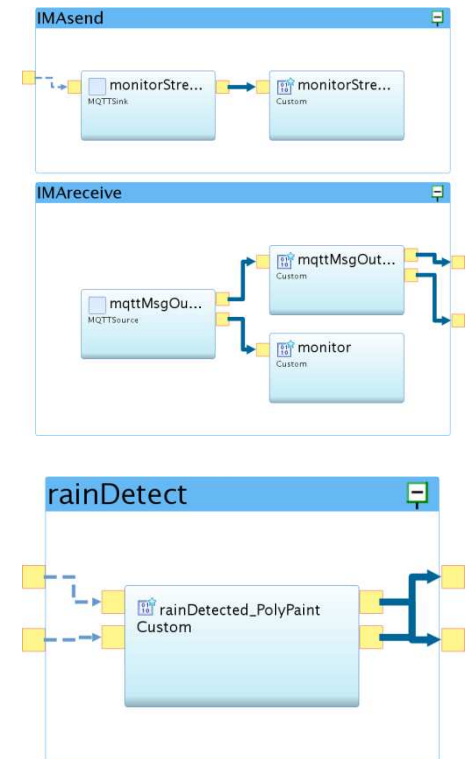 IMAsend
monitorStre...
MQTTSink
monitorStre...
Custom
IMAreceive
mqttMsgOut...
Custom
mqttMsgOu...
MQTTSource
monitor
Custom
rainDetect
rainDetected_PolyPaint
Custom